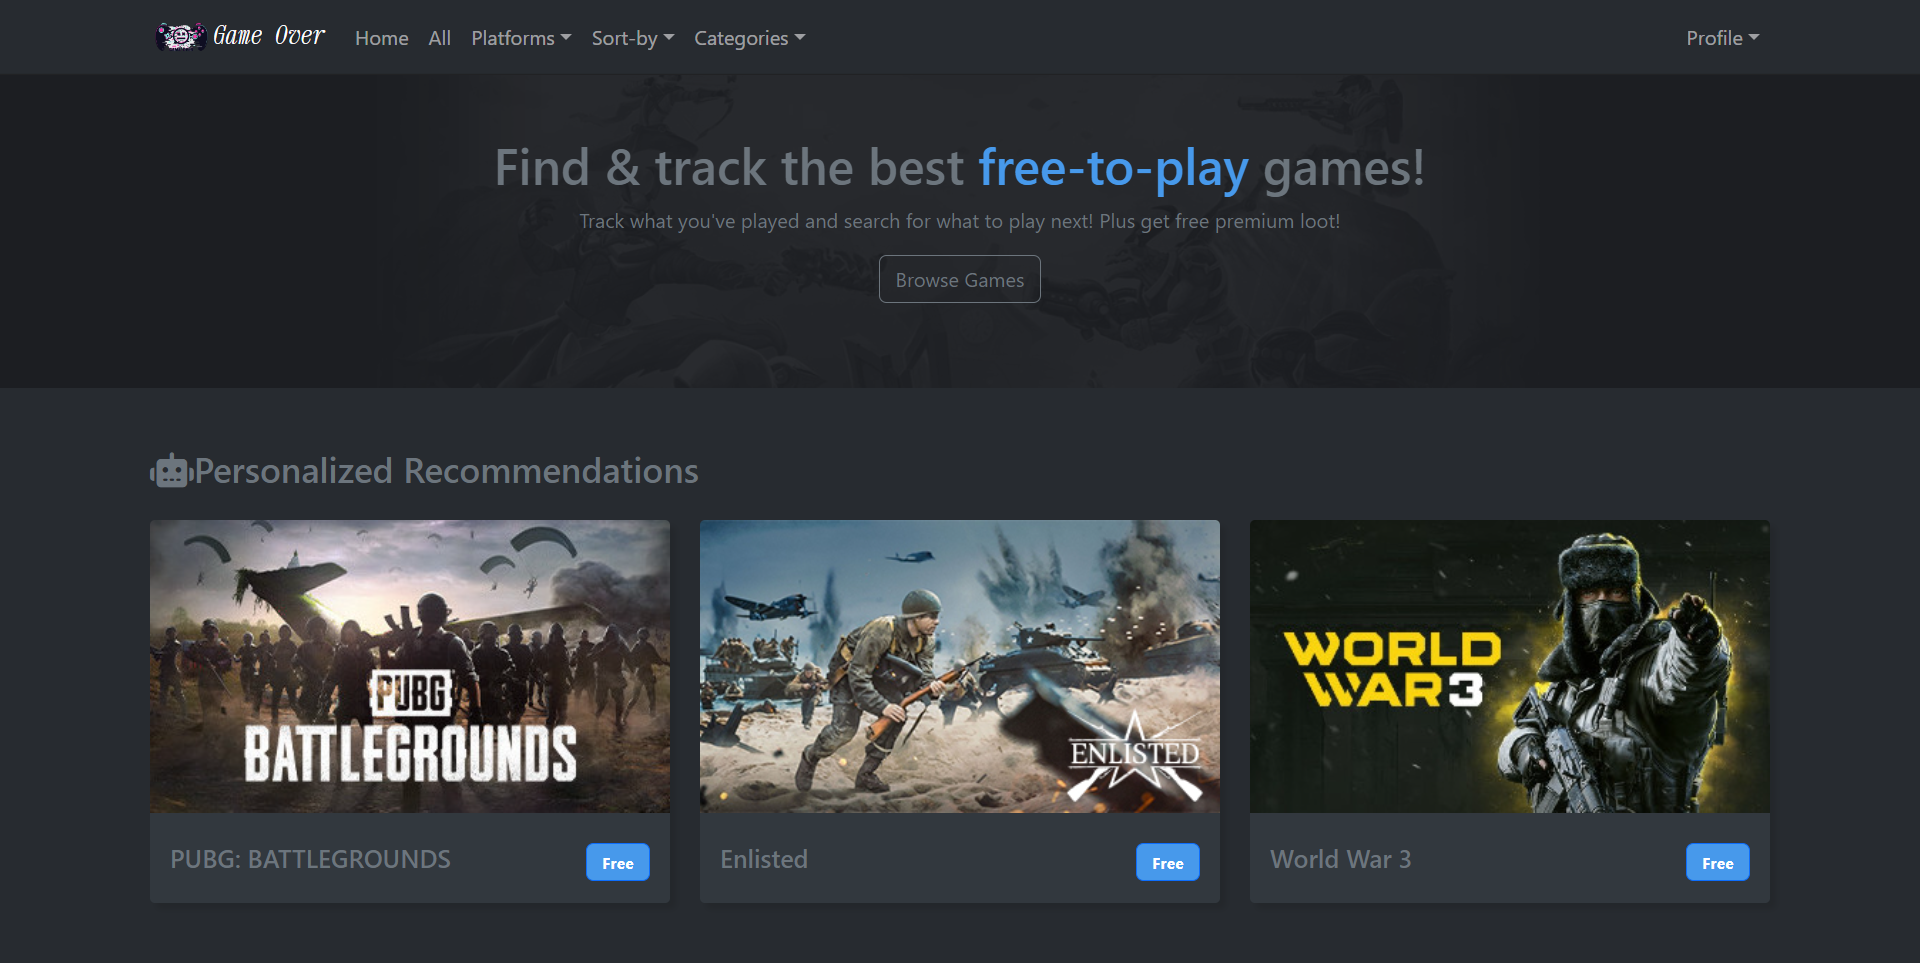 Game Over Home All Platforms Sort-by Categories Profile
Find & track the best free-to-play games!
Track what you've played and search for what to play next! Plus get free premium loot!
Browse Games
Personalized Recommendations
PUBG
BATTLEGROUNDS
ENLISTED
WORLD
WAR3
PUBG: BATTLEGROUNDS Free
Enlisted Free
World War 3 Free